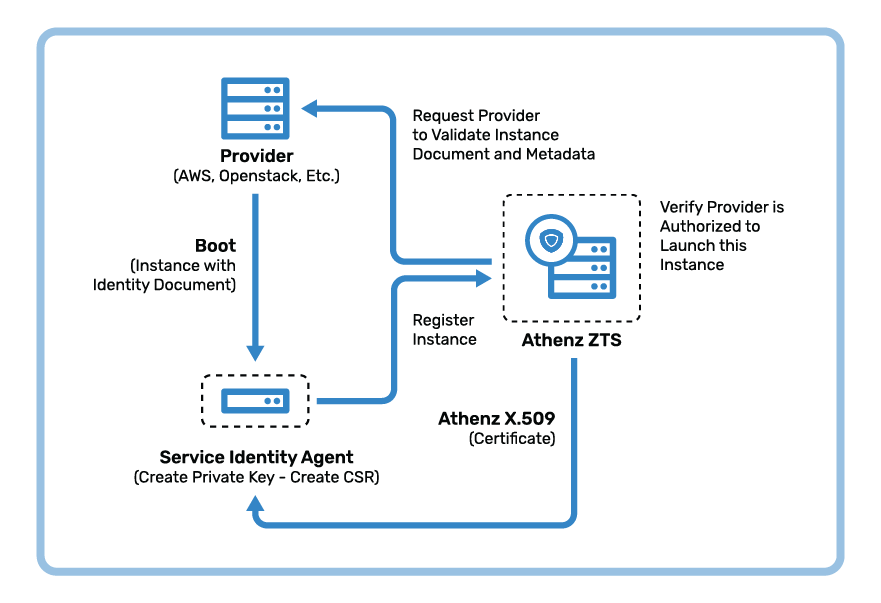 Request Provider
to Validate Instance
Document and Metadata
Provider
(AWS, Openstack, Etc.)
Verify Provider is
Authorized to
Launch this
Instance
Boot
(Instance with
Identity Document)
Register
Instance
Athenz ZTS
Athenz X.509
(Certificate)
Service Identity Agent
(Create Private Key - Create CSR)